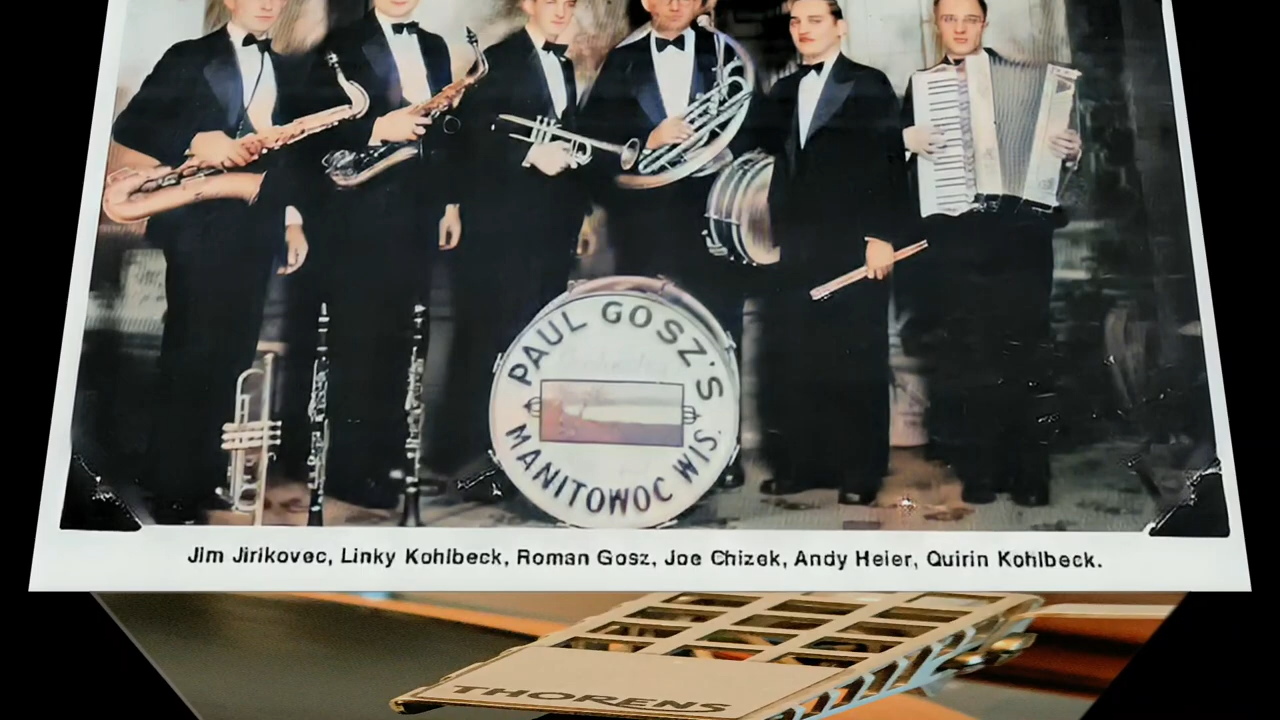 PAUL GOSZ'S
MANITOWOC WIS.
Jim Jirikovec, Linky Kohlbeck, Roman Gosz, Joe Chizek, Andy Heier, Quirin Kohlbeck.
THORENS